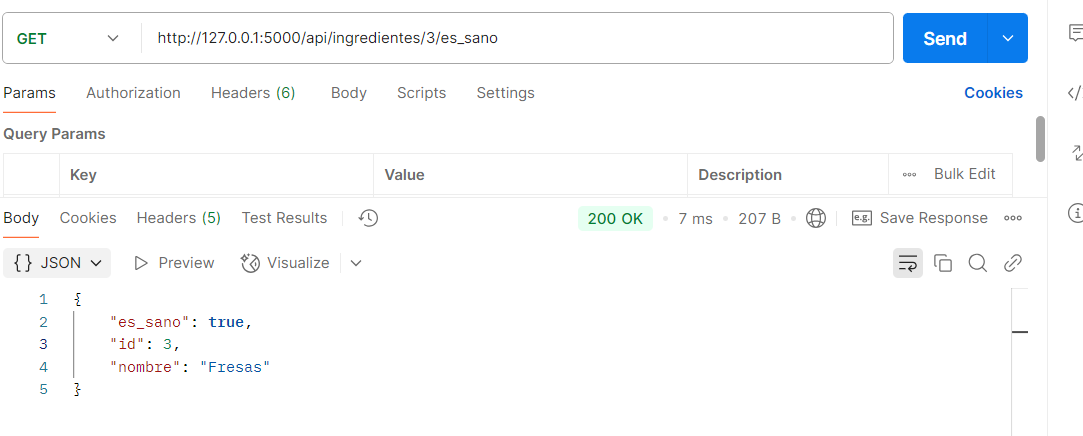 GET http://127.0.0.1:5000/api/ingredientes/3/es_sano Send
Params Authorization Headers (6) Body Scripts Settings Cookies
Query Params
Key Value Description Bulk Edit
Body Cookies Headers (5) Test Results 200 OK • 7 ms • 207 B • e.g. Save Response
{} JSON Preview Visualize
1 {
2 "es_sano": true,
3 "id": 3,
4 "nombre": "Fresas"
5 }